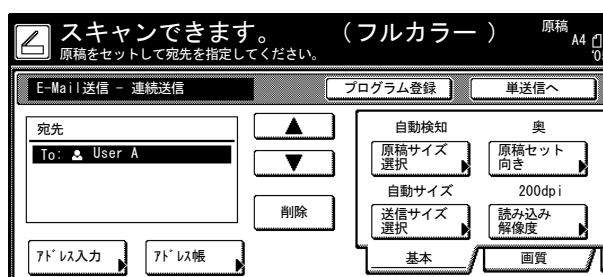 スキャンできます。 （フルカラー ） 原稿
原稿をセットして宛先を指定してください。 A4
E-Mail送信 - 連続送信 プログラム登録 単送信へ
宛先
To: User A
▲
▼
削除
アドレス入力 アドレス帳
自動検知 奥
原稿サイズ
選択
原稿セット
向き
自動サイズ 200dpi
送信サイズ
選択
読み込み
解像度
基本 画質